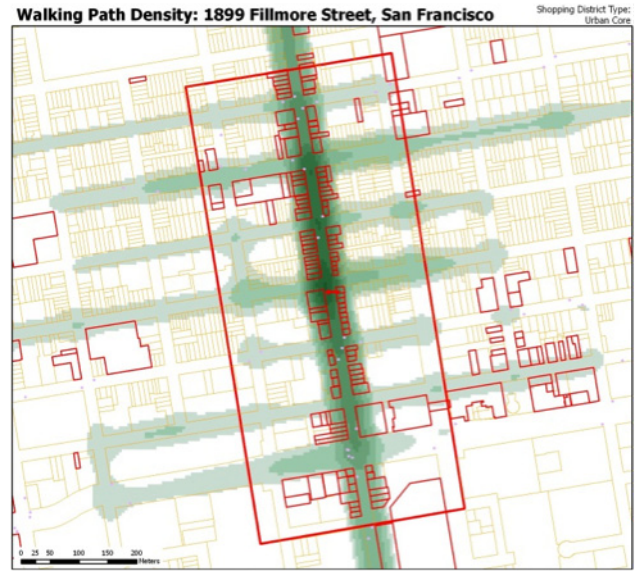 Walking Path Density: 1899 Fillmore Street, San Francisco
Shopping District Type:
Urban Core
0 25 50 100 150 200
Meters